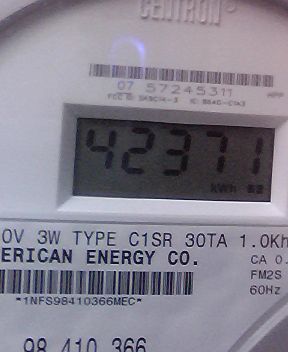 CENTRON
07 57245311
42371
kWh
0V 3W TYPE C1SR 30TA 1.0Kh
ERICAN ENERGY CO.
CA 0.
FM2S
60Hz
*1NFS98410366MEC*
98 410 366